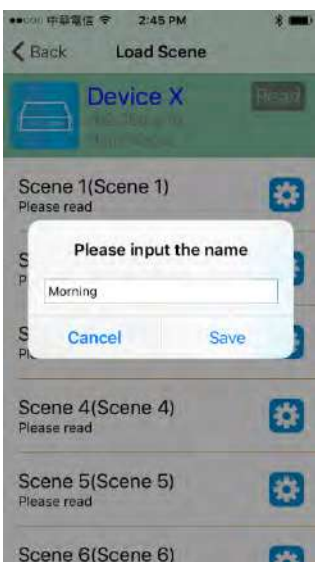 中華電信 2:45 PM
Back Load Scene
Device X
Read
Scene 1(Scene 1)
Please read
Please input the name
Morning
Cancel Save
Scene 4(Scene 4)
Please read
Scene 5(Scene 5)
Please read
Scene 6(Scene 6)